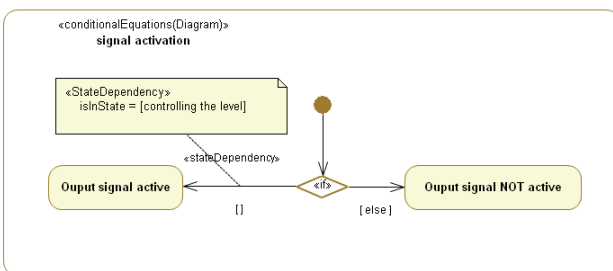 «conditionalEquations(Diagram)»
signal activation
«StateDependency»
isInState = [controlling the level]
«stateDependency»
Ouput signal active
«if»
Ouput signal NOT active
[ ]
[ else ]